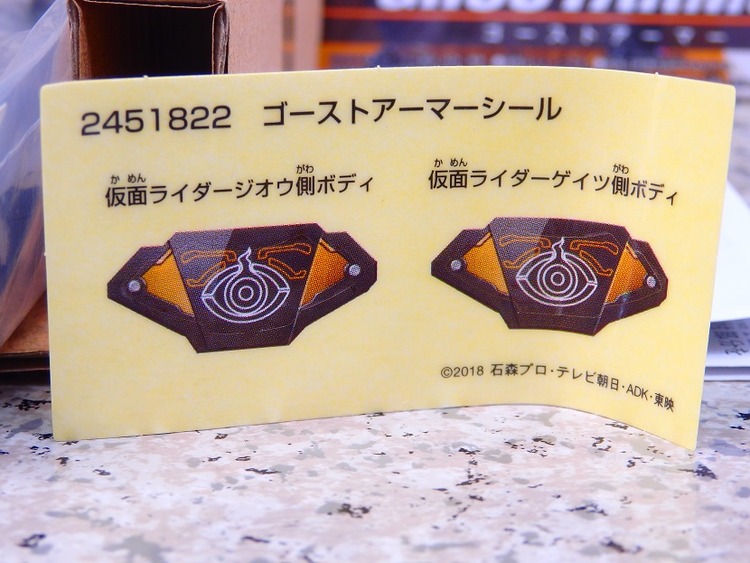 ゴーストアーマー
2451822 ゴーストアーマーシール
かめん がわ
仮面ライダージオウ側ボディ
かめん がわ
仮面ライダーゲイツ側ボディ
©2018 石森プロ・テレビ朝日・ADK・東映